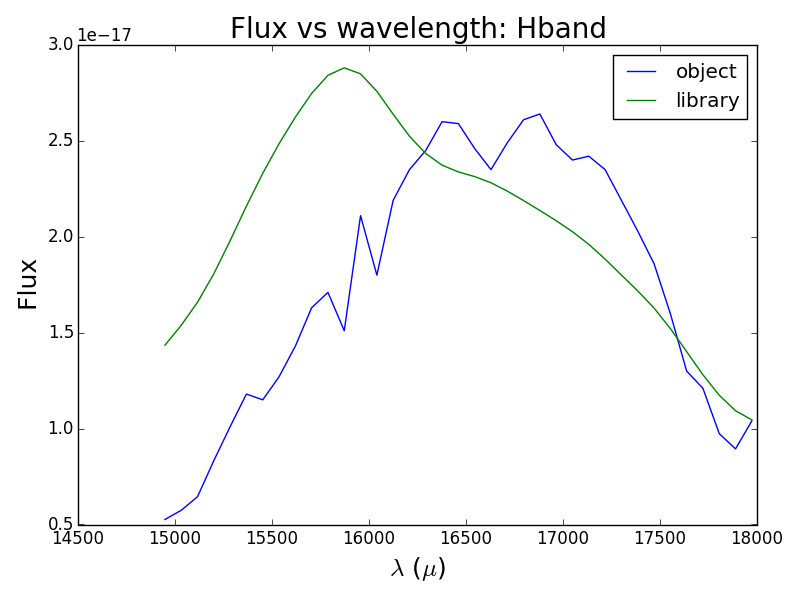 Flux vs wavelength: Hband
1e−17
3.0
2.5
2.0
1.5
1.0
0.5
Flux
object
library
14500 15000 15500 16000 16500 17000 17500 18000
λ (μ)